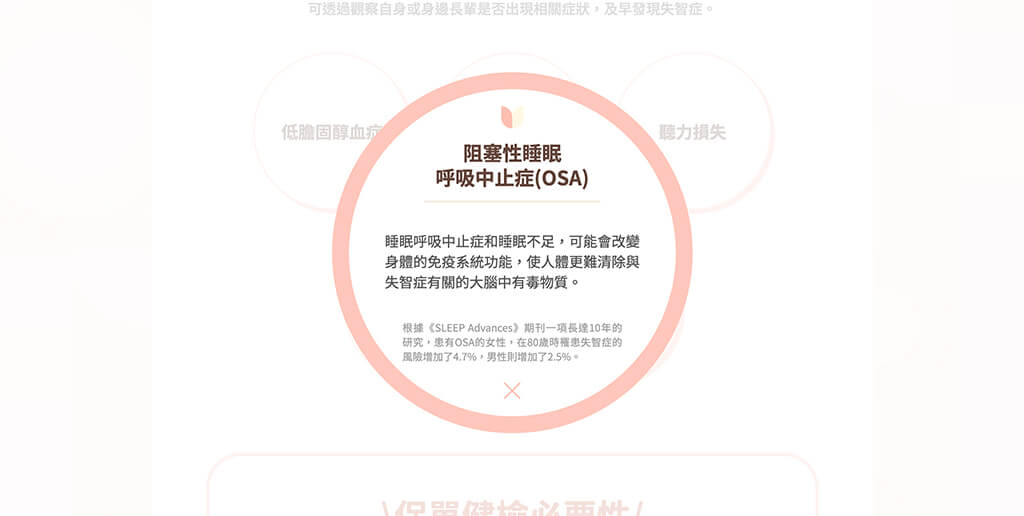 可透過觀察自身或身邊長輩是否出現相關症狀，及早發現失智症。
低膽固醇血症
聽力損失
阻塞性睡眠
呼吸中止症(OSA)
睡眠呼吸中止症和睡眠不足，可能會改變
身體的免疫系統功能，使人體更難清除與
失智症有關的大腦中有毒物質。
根據《SLEEP Advances》期刊一項長達10年的
研究，患有OSA的女性，在80歲時罹患失智症的
風險增加了4.7%，男性則增加了2.5%。
\保單健檢必要性/